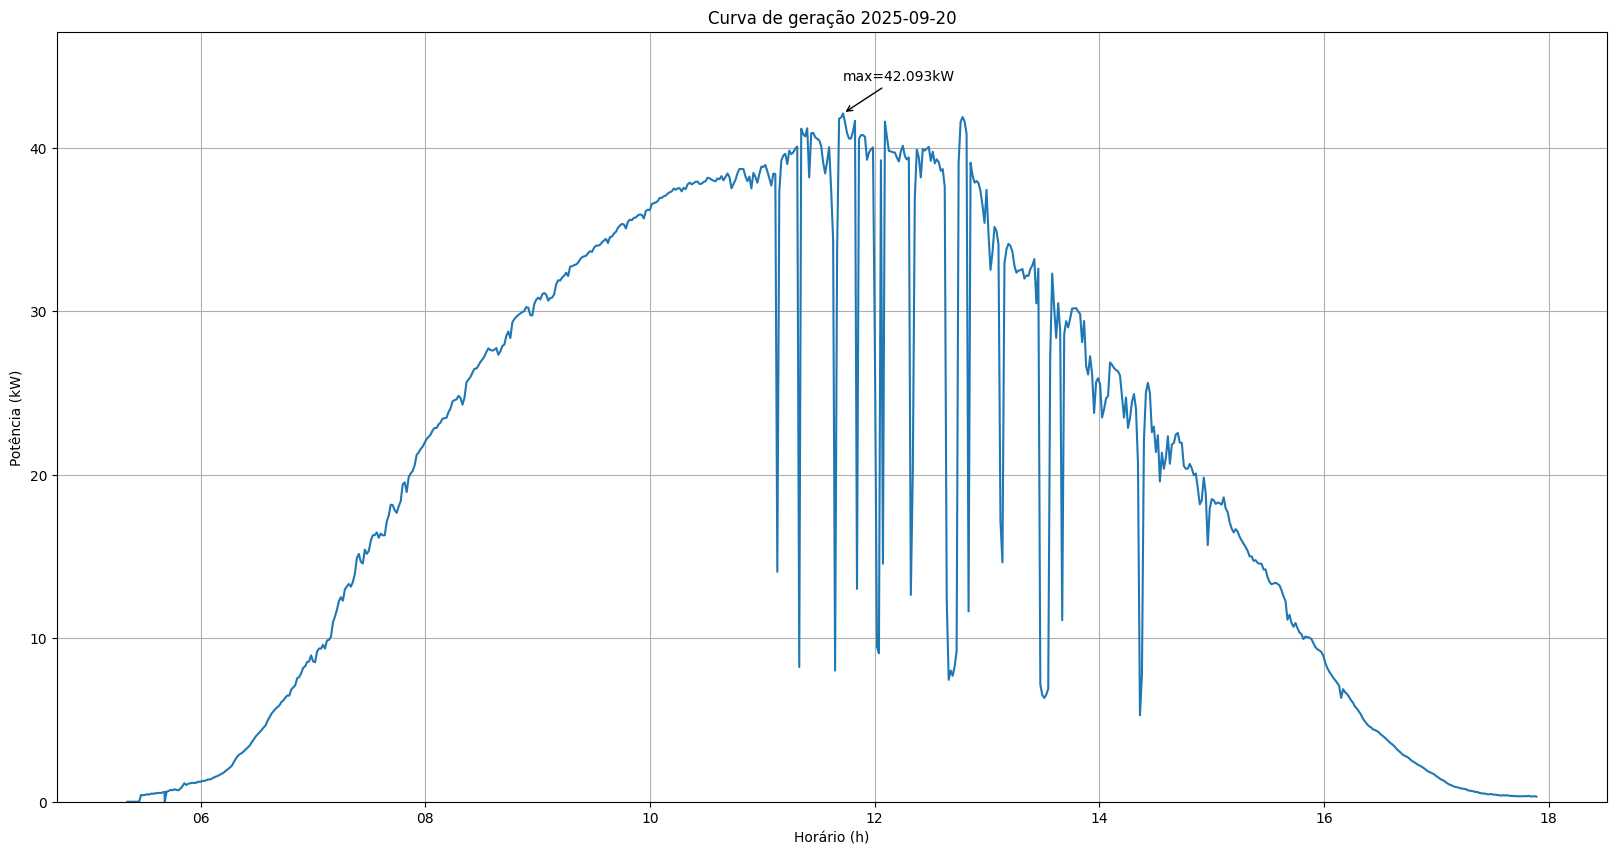 Curva de geração 2025-09-20
max=42.093kW
40
30
20
10
0
Potência (kW)
06 08 10 12 14 16 18
Horário (h)